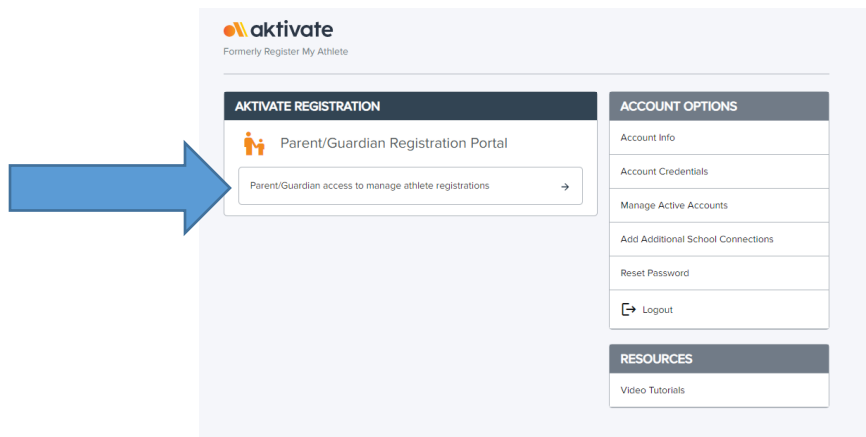 aktivate
Formerly Register My Athlete
AKTIVATE REGISTRATION
Parent/Guardian Registration Portal
Parent/Guardian access to manage athlete registrations
ACCOUNT OPTIONS
Account Info
Account Credentials
Manage Active Accounts
Add Additional School Connections
Reset Password
Logout
RESOURCES
Video Tutorials